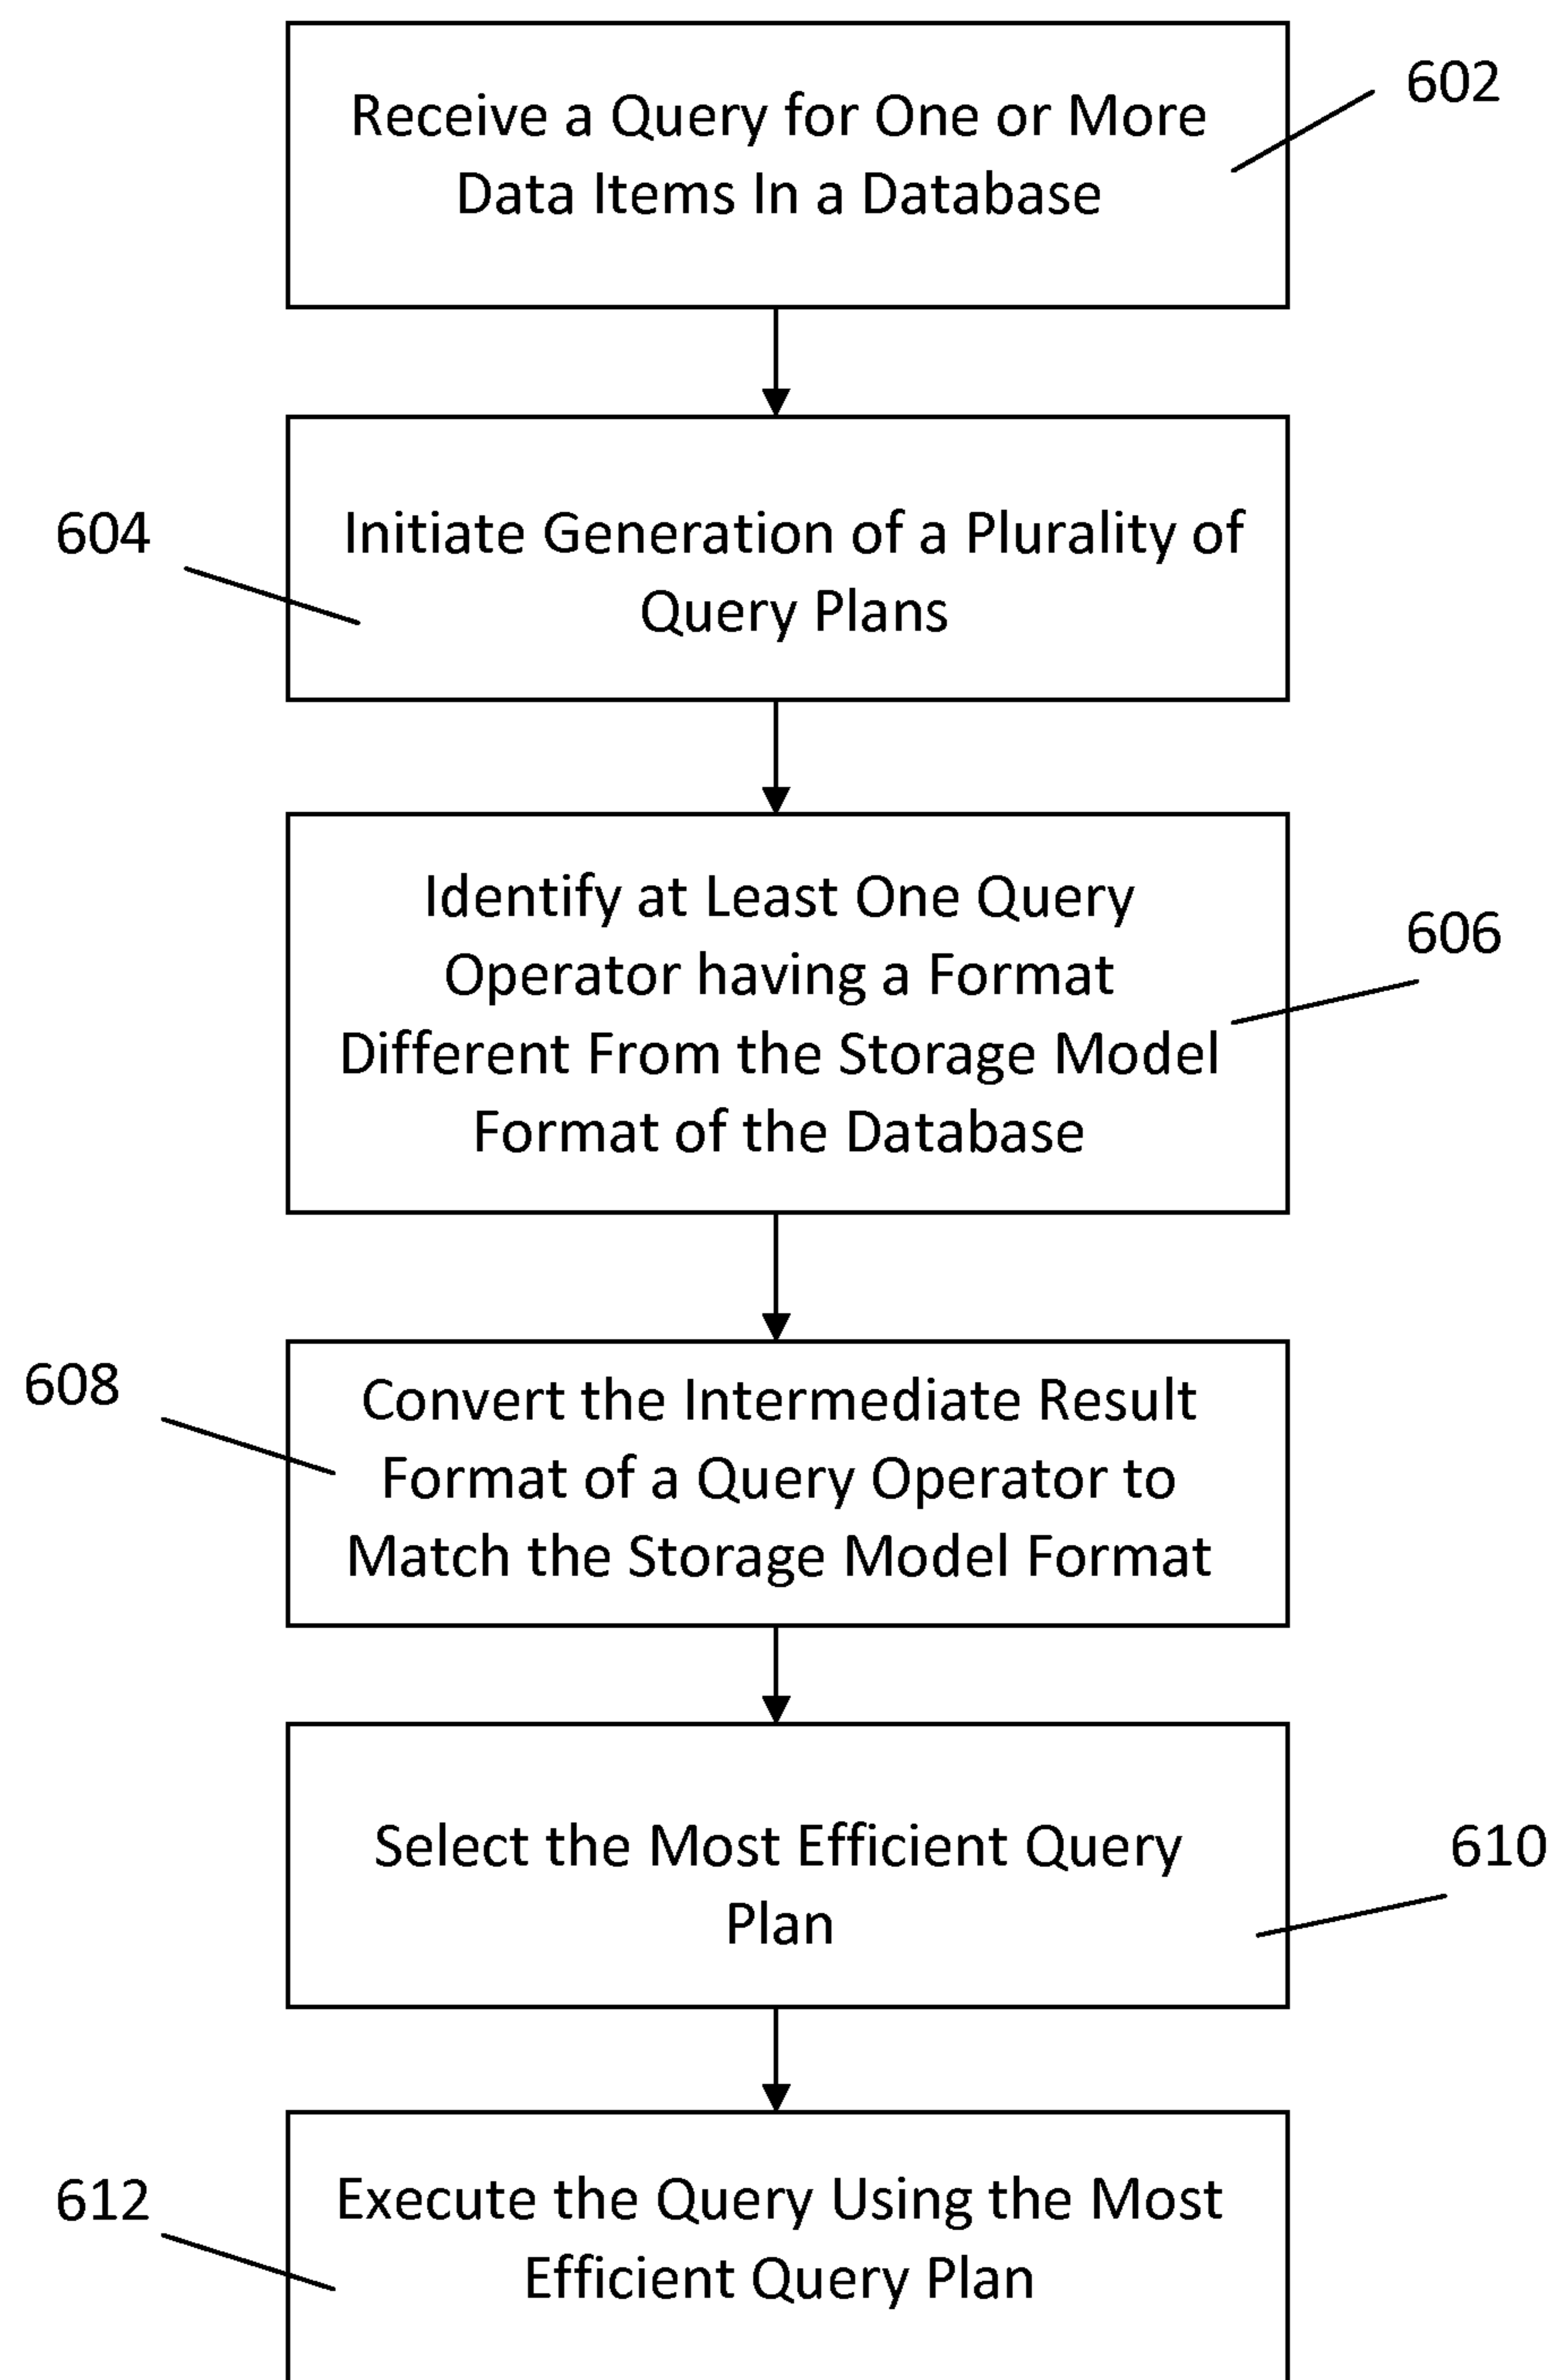 Receive a Query for One or More
Data Items In a Database
602
604
Initiate Generation of a Plurality of
Query Plans
Identify at Least One Query
Operator having a Format
Different From the Storage Model
Format of the Database
606
608
Convert the Intermediate Result
Format of a Query Operator to
Match the Storage Model Format
Select the Most Efficient Query
Plan
610
612
Execute the Query Using the Most
Efficient Query Plan